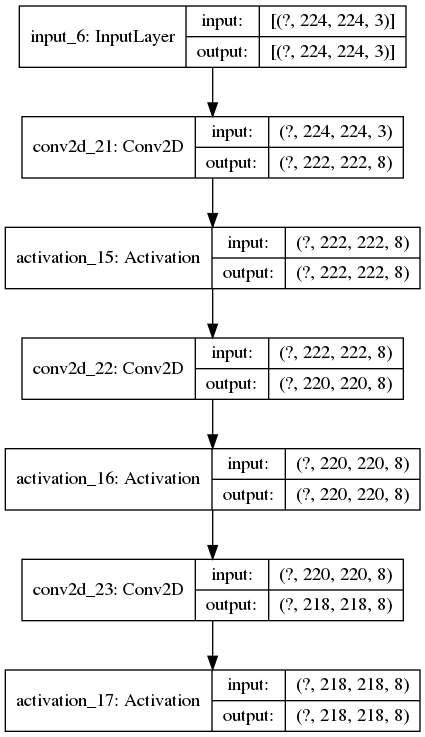 input_6: InputLayer
input: [(?, 224, 224, 3)]
output: [(?, 224, 224, 3)]
conv2d_21: Conv2D
input: (?, 224, 224, 3)
output: (?, 222, 222, 8)
activation_15: Activation
input: (?, 222, 222, 8)
output: (?, 222, 222, 8)
conv2d_22: Conv2D
input: (?, 222, 222, 8)
output: (?, 220, 220, 8)
activation_16: Activation
input: (?, 220, 220, 8)
output: (?, 220, 220, 8)
conv2d_23: Conv2D
input: (?, 220, 220, 8)
output: (?, 218, 218, 8)
activation_17: Activation
input: (?, 218, 218, 8)
output: (?, 218, 218, 8)